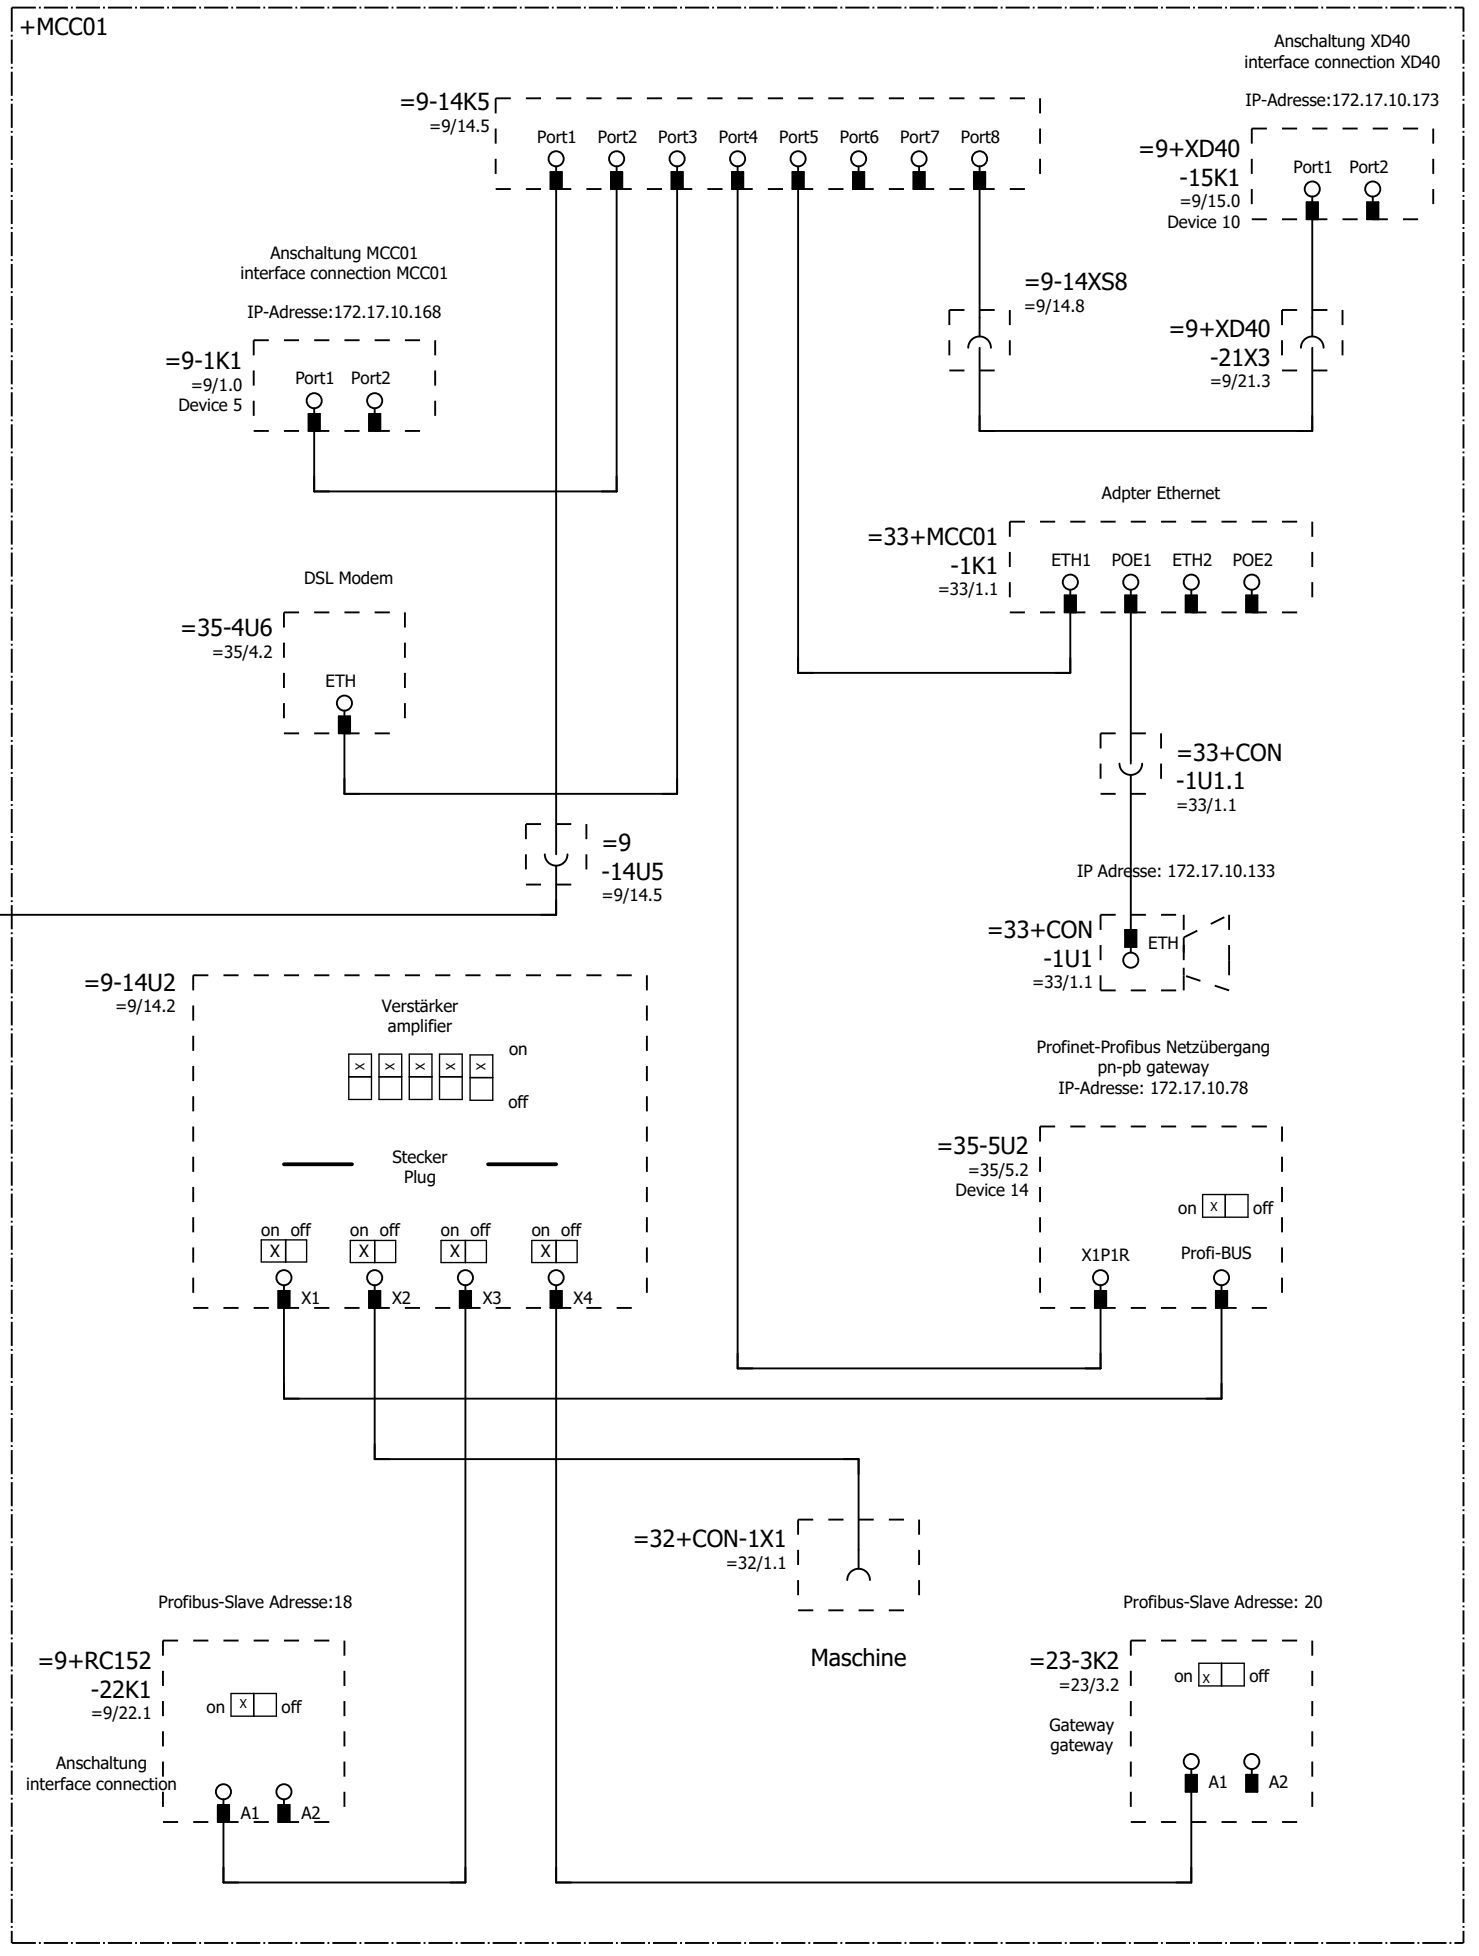 +MCC01
Anschaltung XD40
interface connection XD40
IP-Adresse:172.17.10.173
=9-14K5
=9/14.5
Port1 Port2 Port3 Port4 Port5 Port6 Port7 Port8
=9+XD40
-15K1
=9/15.0
Device 10
Port1 Port2
Anschaltung MCC01
interface connection MCC01
IP-Adresse:172.17.10.168
=9-1K1
=9/1.0
Device 5
Port1 Port2
=9-14XS8
=9/14.8
=9+XD40
-21X3
=9/21.3
Adpter Ethernet
=33+MCC01
-1K1
=33/1.1
ETH1 POE1 ETH2 POE2
DSL Modem
=35-4U6
=35/4.2
ETH
=33+CON
-1U1.1
=33/1.1
=9
-14U5
=9/14.5
IP Adresse: 172.17.10.133
=33+CON
-1U1
=33/1.1
ETH
=9-14U2
=9/14.2
Verstärker
amplifier
on
x x x x x
off
Stecker
Plug
on off on off on off on off
X X X X
X1 X2 X3 X4
Profinet-Profibus Netzübergang
pn-pb gateway
IP-Adresse: 172.17.10.78
=35-5U2
=35/5.2
Device 14
on x off
X1P1R Profi-BUS
=32+CON-1X1
=32/1.1
Maschine
Profibus-Slave Adresse:18
=9+RC152
-22K1
=9/22.1
on x off
Anschaltung
interface connection
A1 A2
Profibus-Slave Adresse: 20
=23-3K2
=23/3.2
on x off
Gateway
gateway
A1 A2